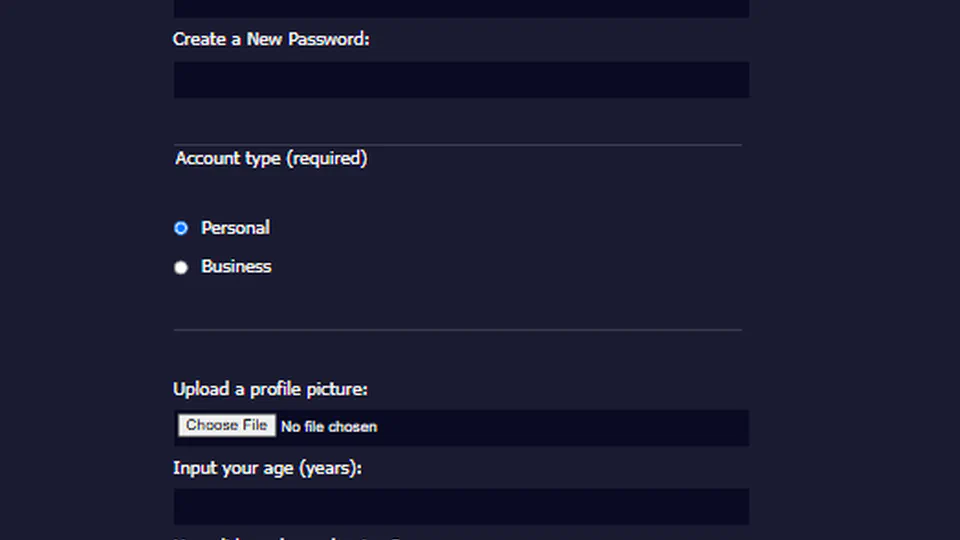 Create a New Password:
Account type (required)
Personal
Business
Upload a profile picture:
Choose File No file chosen
Input your age (years):